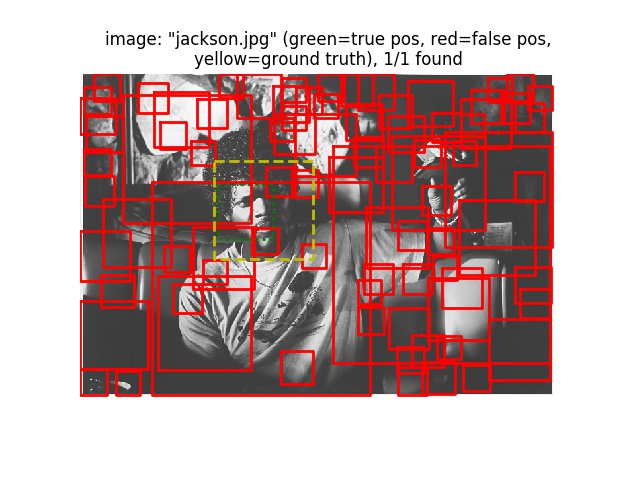 image: "jackson.jpg" (green=true pos, red=false pos,
yellow=ground truth), 1/1 found